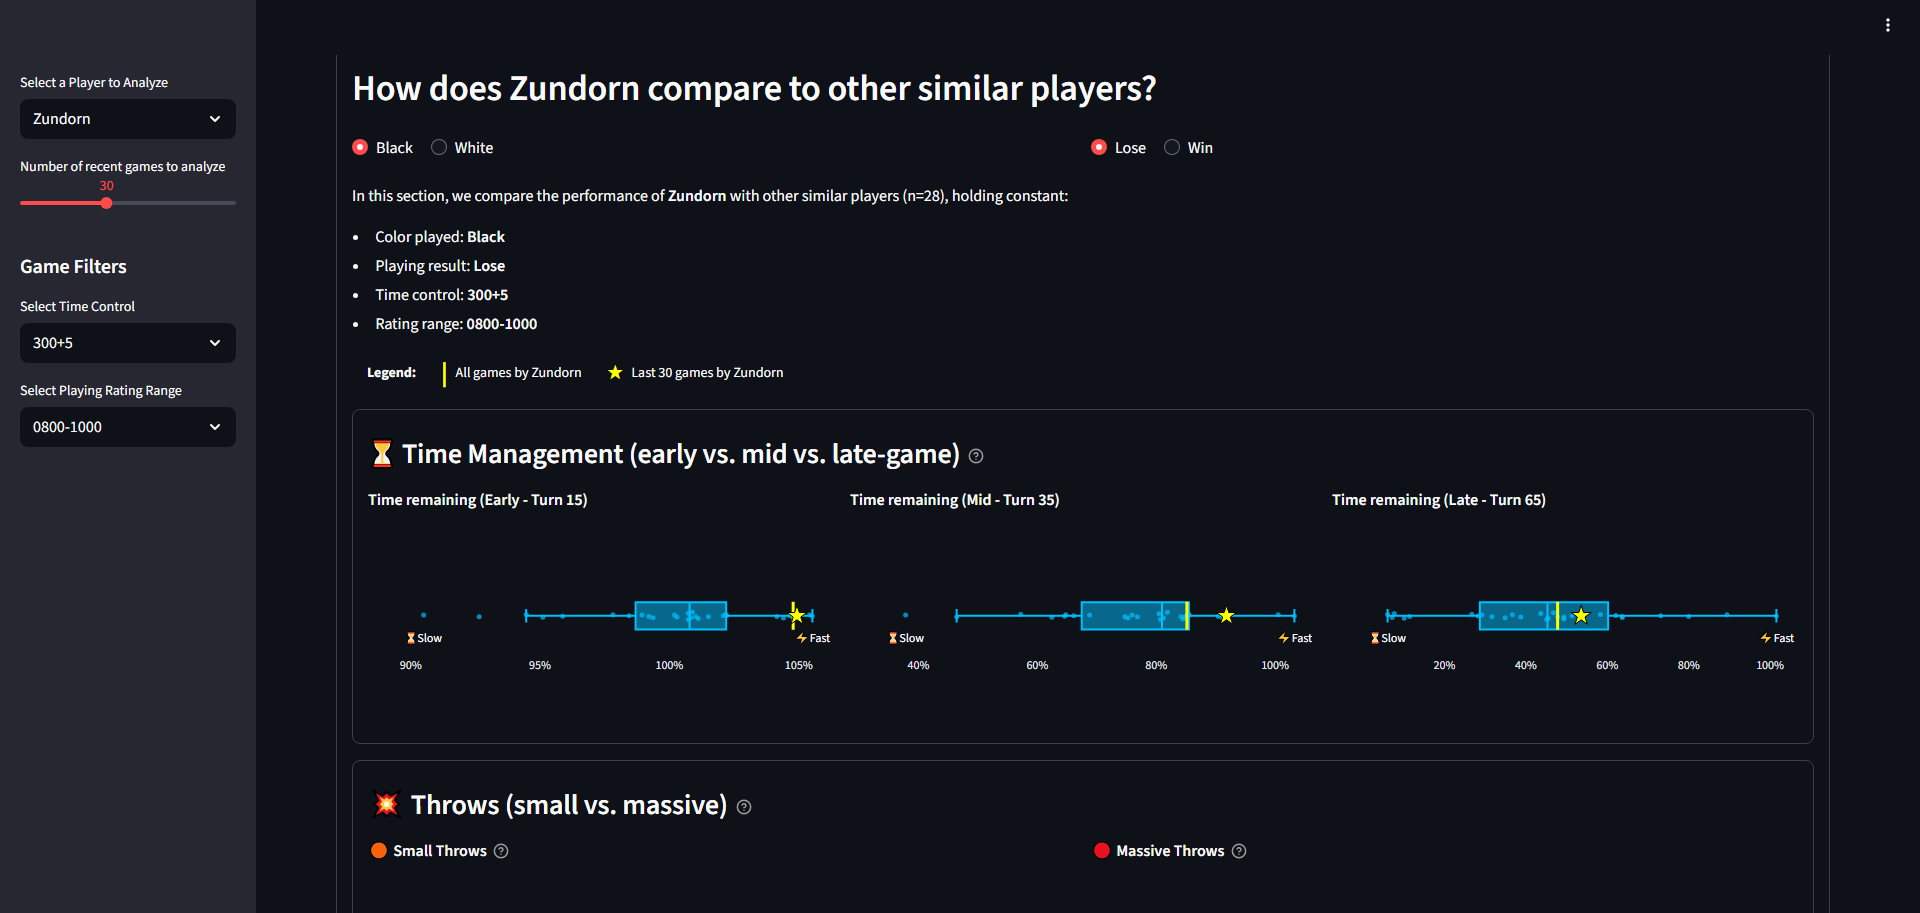 Select a Player to Analyze
Zundorn
Number of recent games to analyze
30
Game Filters
Select Time Control
300+5
Select Playing Rating Range
0800-1000
How does Zundorn compare to other similar players?
Black White
Lose Win
In this section, we compare the performance of Zundorn with other similar players (n=28), holding constant:
• Color played: Black
• Playing result: Lose
• Time control: 300+5
• Rating range: 0800-1000
Legend: All games by Zundorn Last 30 games by Zundorn
Time Management (early vs. mid vs. late-game)
Time remaining (Early - Turn 15)
Slow Fast
90% 95% 100% 105%
Time remaining (Mid - Turn 35)
Slow Fast
40% 60% 80% 100%
Time remaining (Late - Turn 65)
Slow Fast
20% 40% 60% 80% 100%
Throws (small vs. massive)
Small Throws
Massive Throws